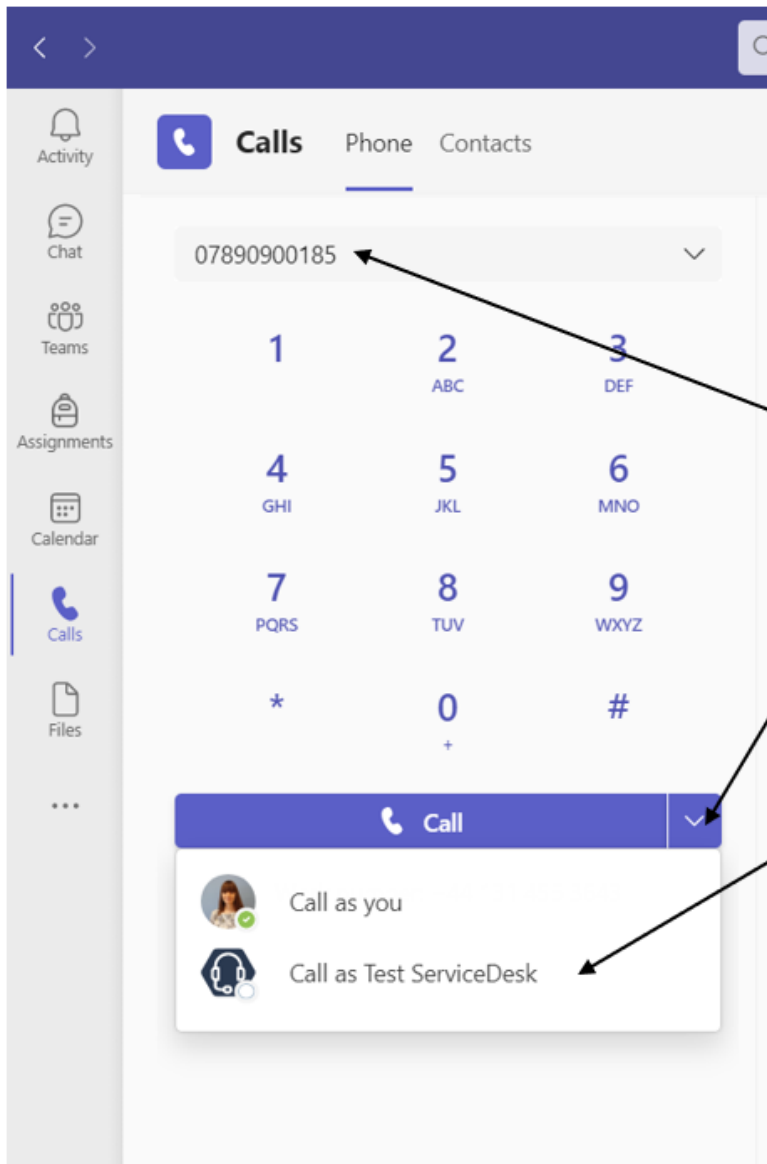 Activity
Chat
Teams
Assignments
Calendar
Calls
Files
Calls Phone Contacts
07890900185
1 2 3
ABC DEF
4 5 6
GHI JKL MNO
7 8 9
PQRS TUV WXYZ
* 0 #
+
Call
Call as you
Call as Test ServiceDesk